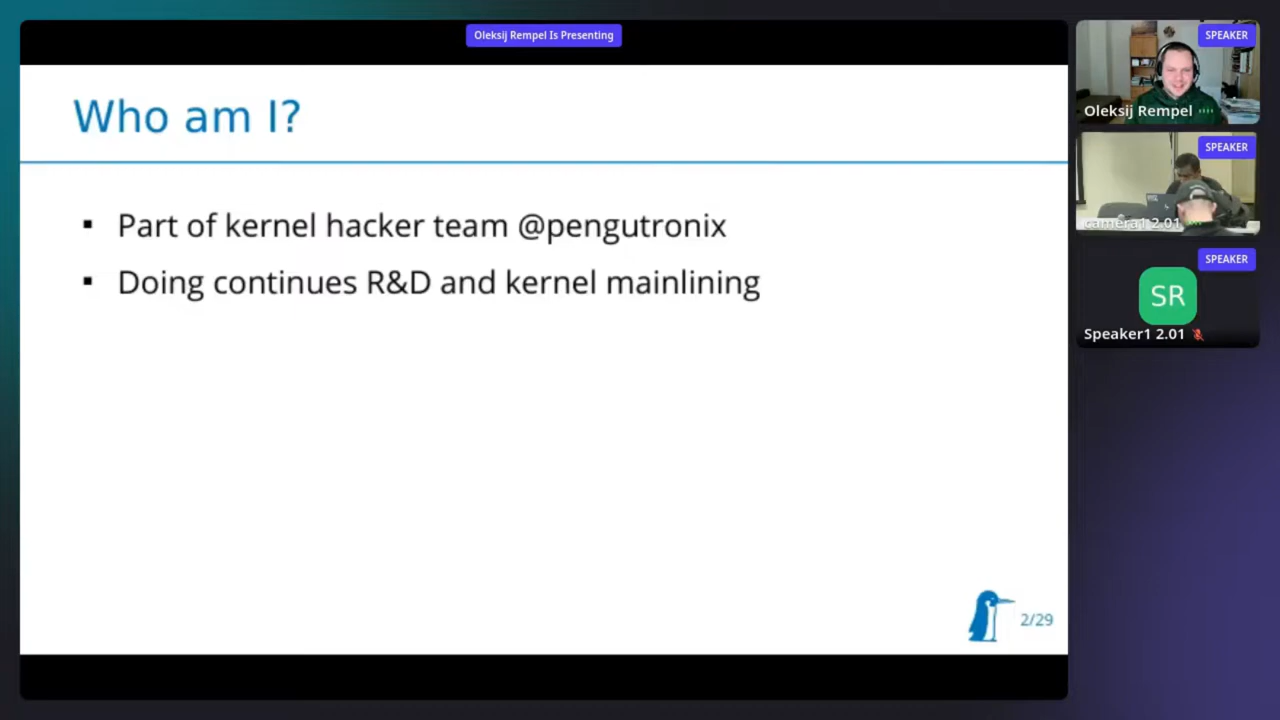 Oleksij Rempel Is Presenting
Who am I?
▪ Part of kernel hacker team @pengutronix
▪ Doing continues R&D and kernel mainlining
2/29
SPEAKER
Oleksij Rempel
SPEAKER
camera1 2.01
SPEAKER
SR
Speaker1 2.01